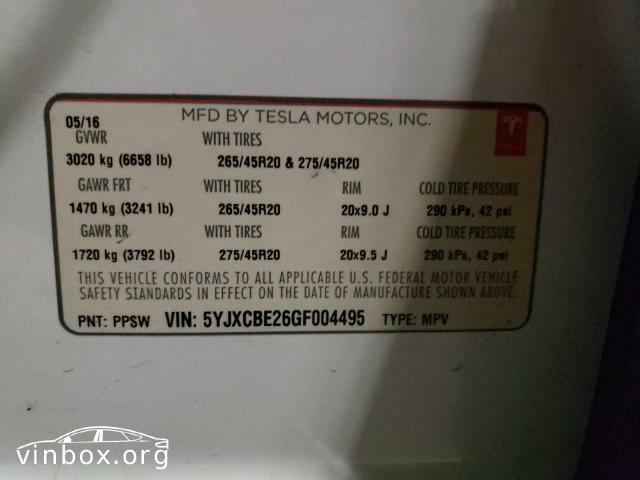 MFD BY TESLA MOTORS, INC.
05/16
GVWR WITH TIRES
3020 kg (6658 lb) 265/45R20 & 275/45R20
GAWR FRT WITH TIRES RIM COLD TIRE PRESSURE
1470 kg (3241 lb) 265/45R20 20x9.0 J 290 kPa, 42 psi
GAWR RR WITH TIRES RIM COLD TIRE PRESSURE
1720 kg (3792 lb) 275/45R20 20x9.5 J 290 kPa, 42 psi
THIS VEHICLE CONFORMS TO ALL APPLICABLE U.S. FEDERAL MOTOR VEHICLE
SAFETY STANDARDS IN EFFECT ON THE DATE OF MANUFACTURE SHOWN ABOVE.
PNT: PPSW VIN: 5YJXCBE26GF004495 TYPE: MPV
vinbox.org